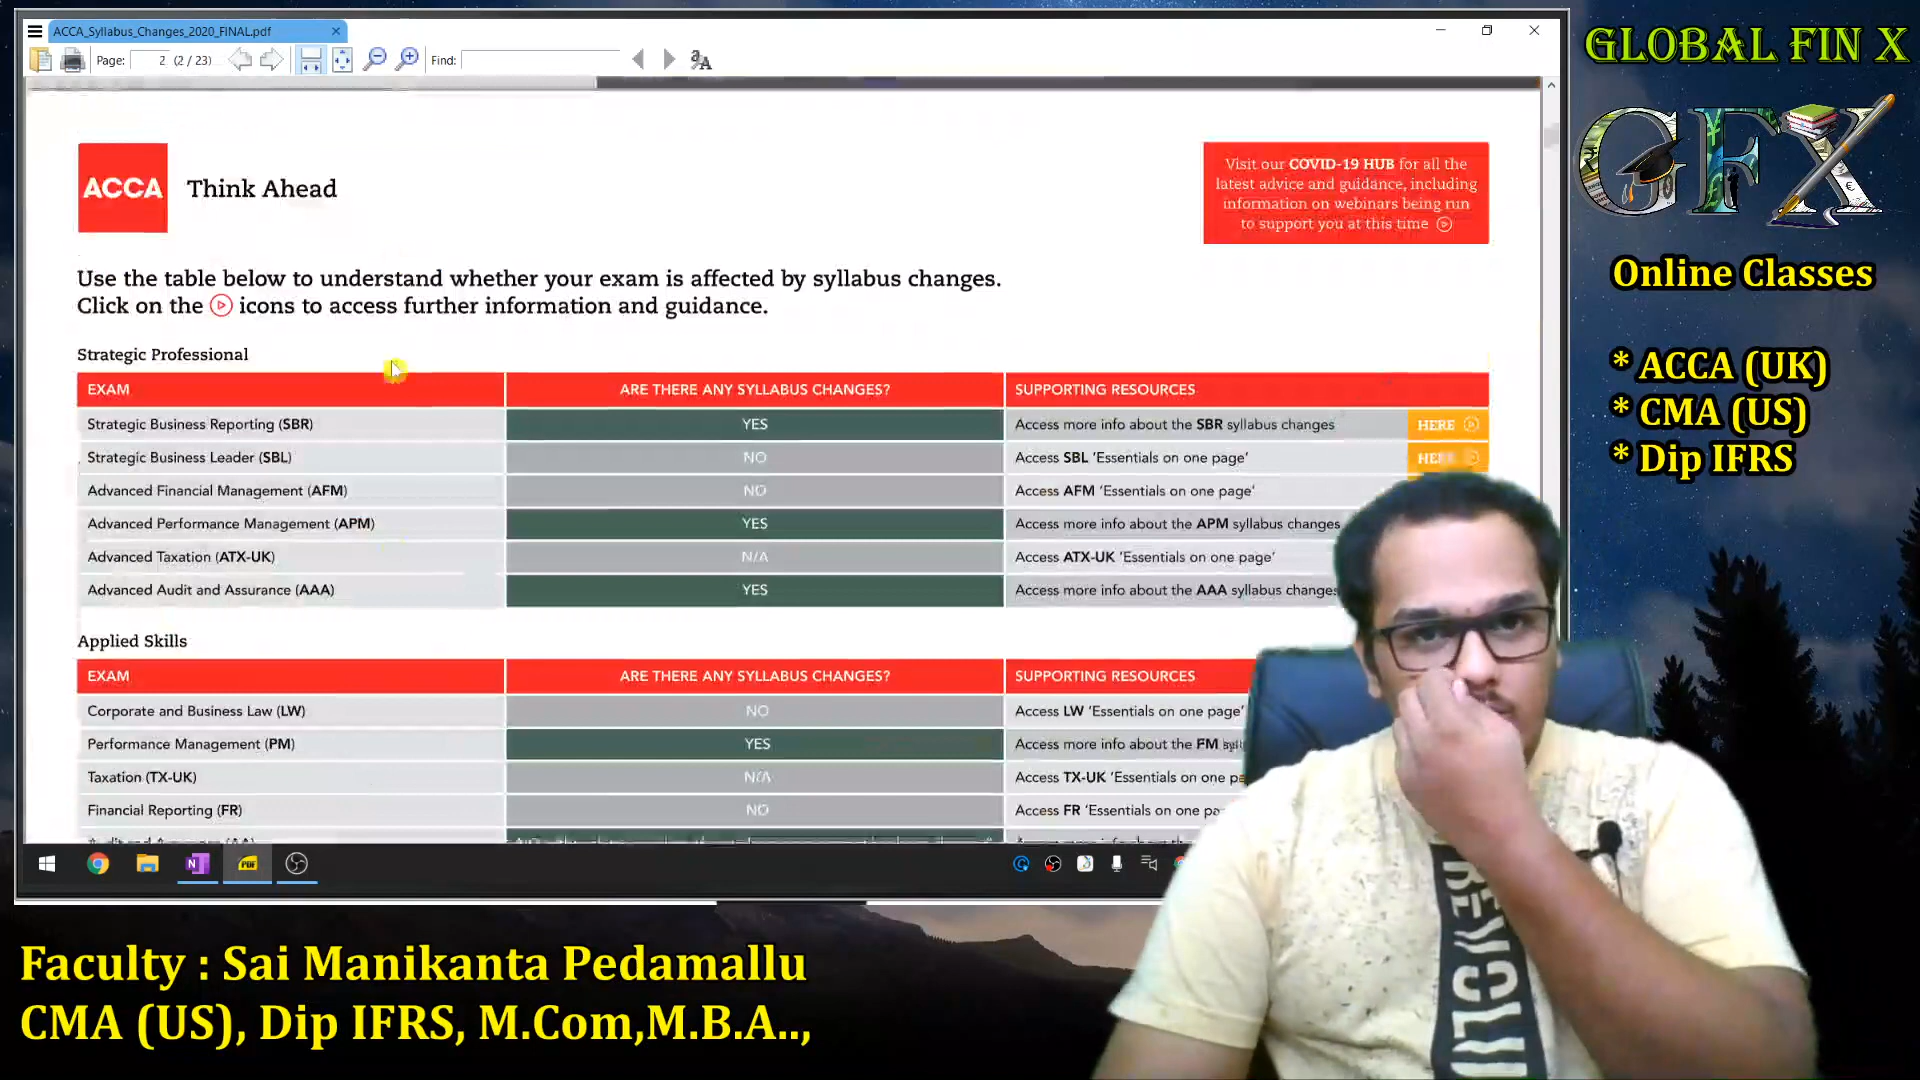 ACCA_Syllabus_Changes_2020_FINAL.pdf
Page: 2 (2 / 23) Find:
GLOBAL FIN X
GFX
Online Classes
* ACCA (UK)
* CMA (US)
* Dip IFRS
ACCA Think Ahead
Visit our COVID-19 HUB for all the
latest advice and guidance, including
information on webinars being run
to support you at this time
Use the table below to understand whether your exam is affected by syllabus changes.
Click on the icons to access further information and guidance.
Strategic Professional
EXAM ARE THERE ANY SYLLABUS CHANGES? SUPPORTING RESOURCES
Strategic Business Reporting (SBR) YES Access more info about the SBR syllabus changes HERE
Strategic Business Leader (SBL) NO Access SBL 'Essentials on one page' HERE
Advanced Financial Management (AFM) NO Access AFM 'Essentials on one page'
Advanced Performance Management (APM) YES Access more info about the APM syllabus changes
Advanced Taxation (ATX-UK) N/A Access ATX-UK 'Essentials on one page'
Advanced Audit and Assurance (AAA) YES Access more info about the AAA syllabus changes
Applied Skills
EXAM ARE THERE ANY SYLLABUS CHANGES? SUPPORTING RESOURCES
Corporate and Business Law (LW) NO Access LW 'Essentials on one page'
Performance Management (PM) YES Access more info about the FM
Taxation (TX-UK) N/A Access TX-UK 'Essentials on one
Financial Reporting (FR) NO Access FR 'Essentials on one
Faculty : Sai Manikanta Pedamallu
CMA (US), Dip IFRS, M.Com,M.B.A..,